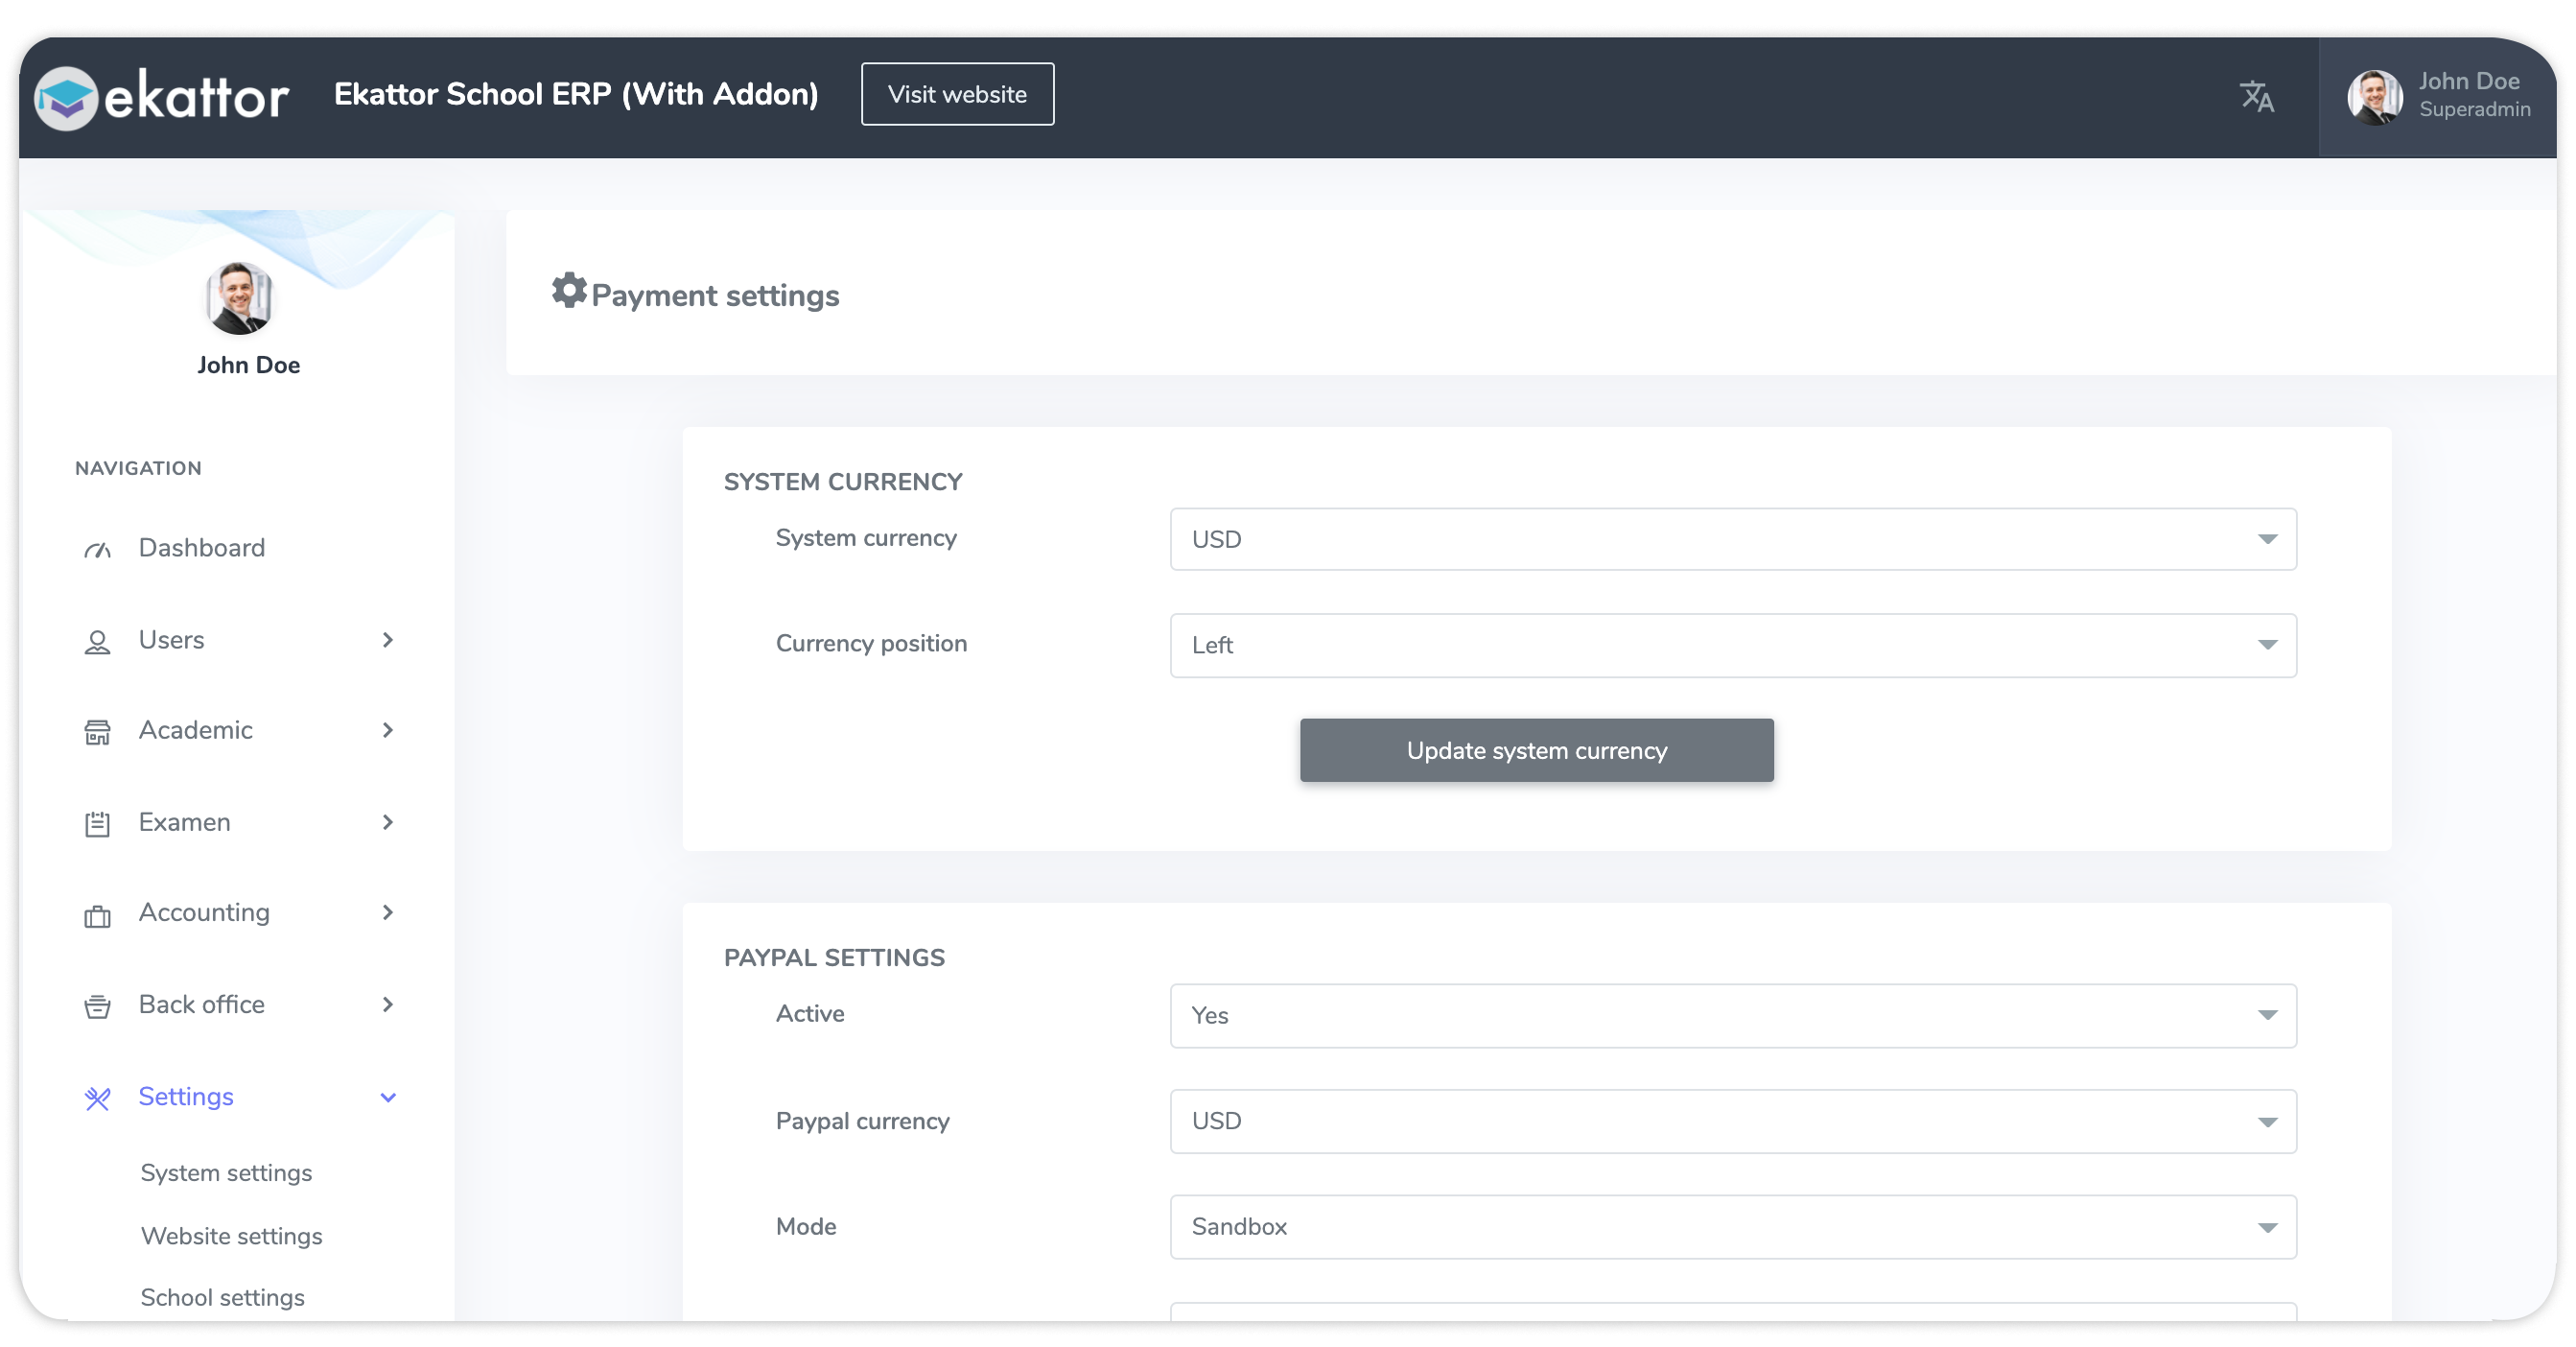 ekattor
Ekattor School ERP (With Addon)
Visit website
John Doe
Superadmin
John Doe
NAVIGATION
Dashboard
Users
Academic
Examen
Accounting
Back office
Settings
System settings
Website settings
School settings
Payment settings
SYSTEM CURRENCY
System currency
USD
Currency position
Left
Update system currency
PAYPAL SETTINGS
Active
Yes
Paypal currency
USD
Mode
Sandbox